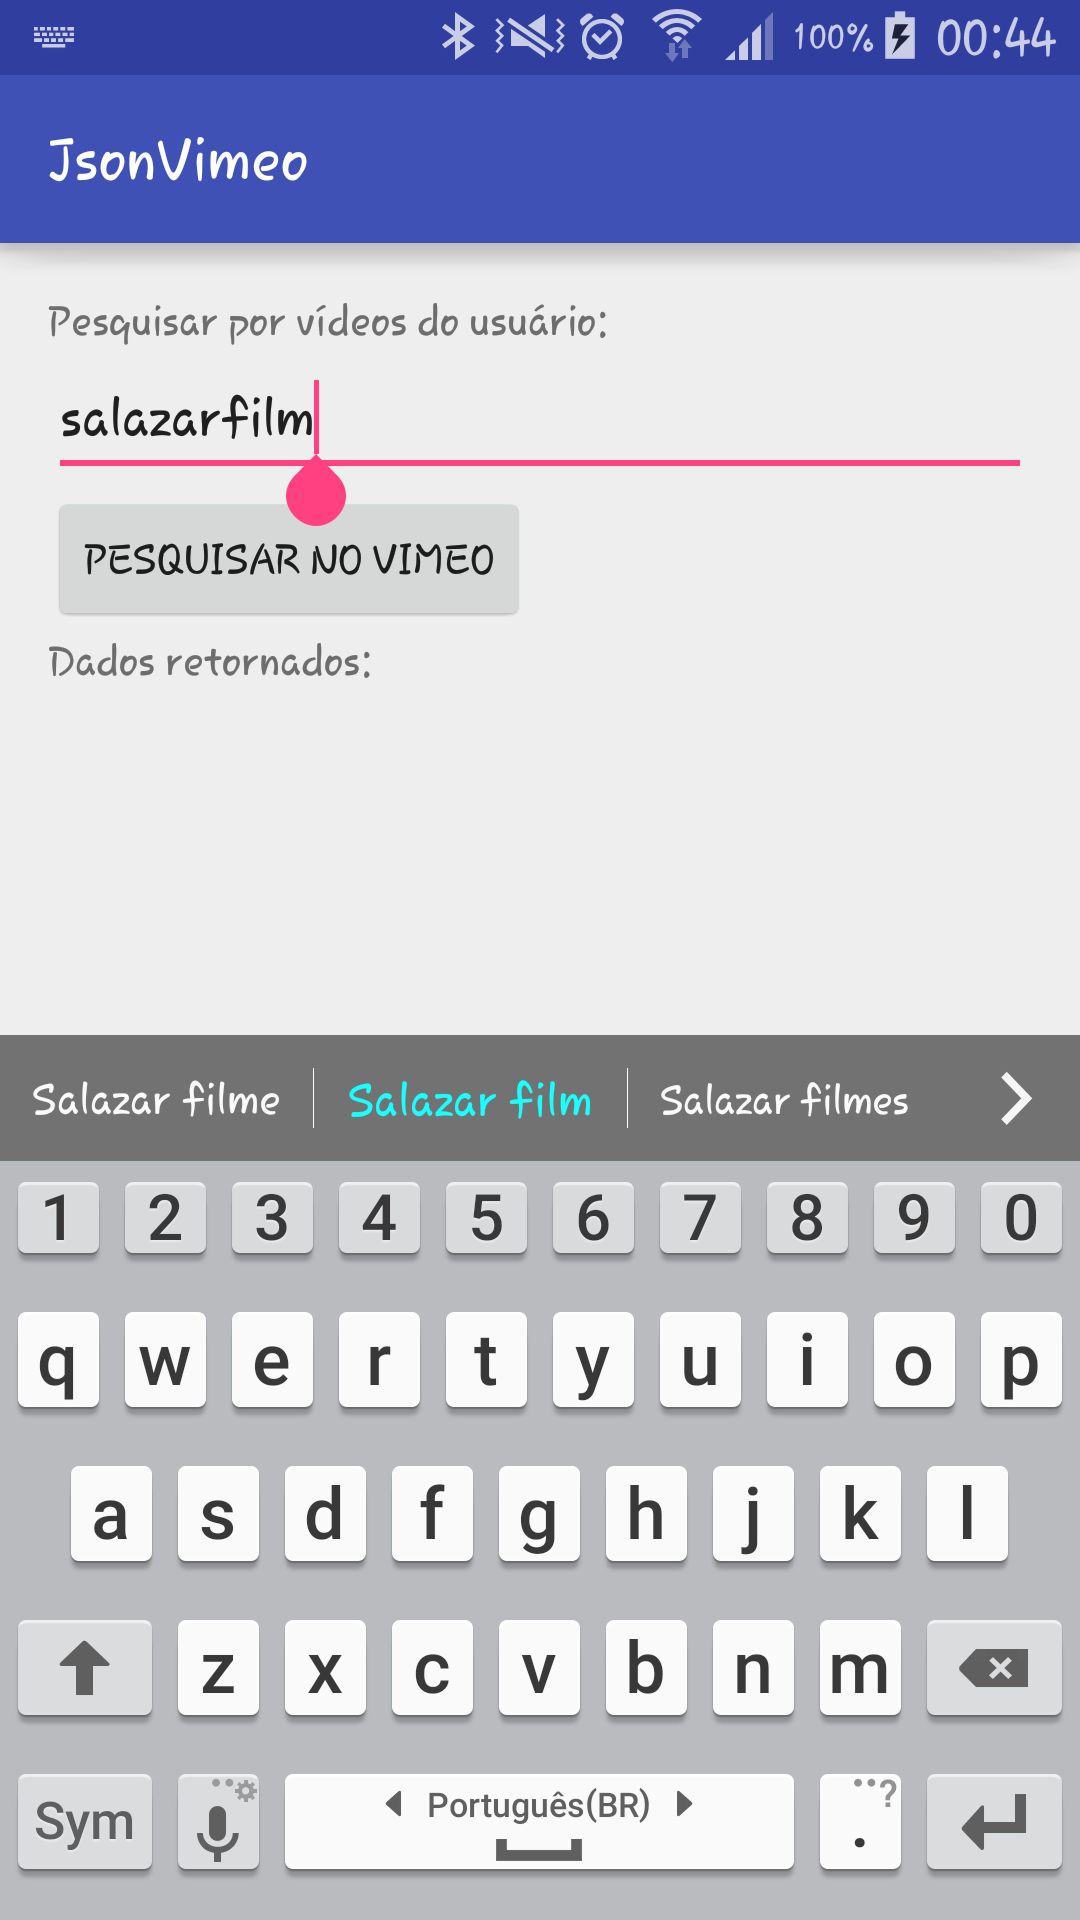 100% 00:44
JsonVimeo
Pesquisar por vídeos do usuário:
salazarfilm
PESQUISAR NO VIMEO
Dados retornados:
Salazar filme Salazar film Salazar filmes
1 2 3 4 5 6 7 8 9 0
q w e r t y u i o p
a s d f g h j k l
z x c v b n m
Sym Português(BR) . ?